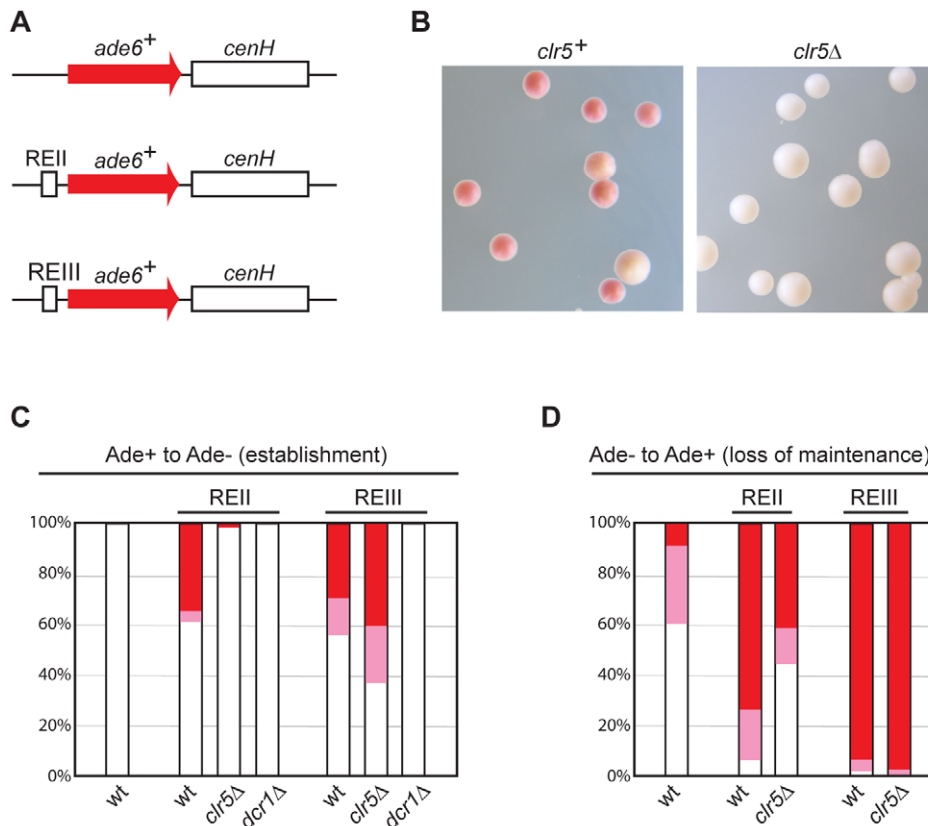 A
ade6+ cenH
REII ade6+ cenH
REIII ade6+ cenH
B
clr5+ clr5Δ
C
Ade+ to Ade- (establishment)
REII REIII
100%
80%
60%
40%
20%
0%
wt wt clr5Δ dcr1Δ wt clr5Δ dcr1Δ
D
Ade- to Ade+ (loss of maintenance)
REII REIII
100%
80%
60%
40%
20%
0%
wt wt clr5Δ wt clr5Δ